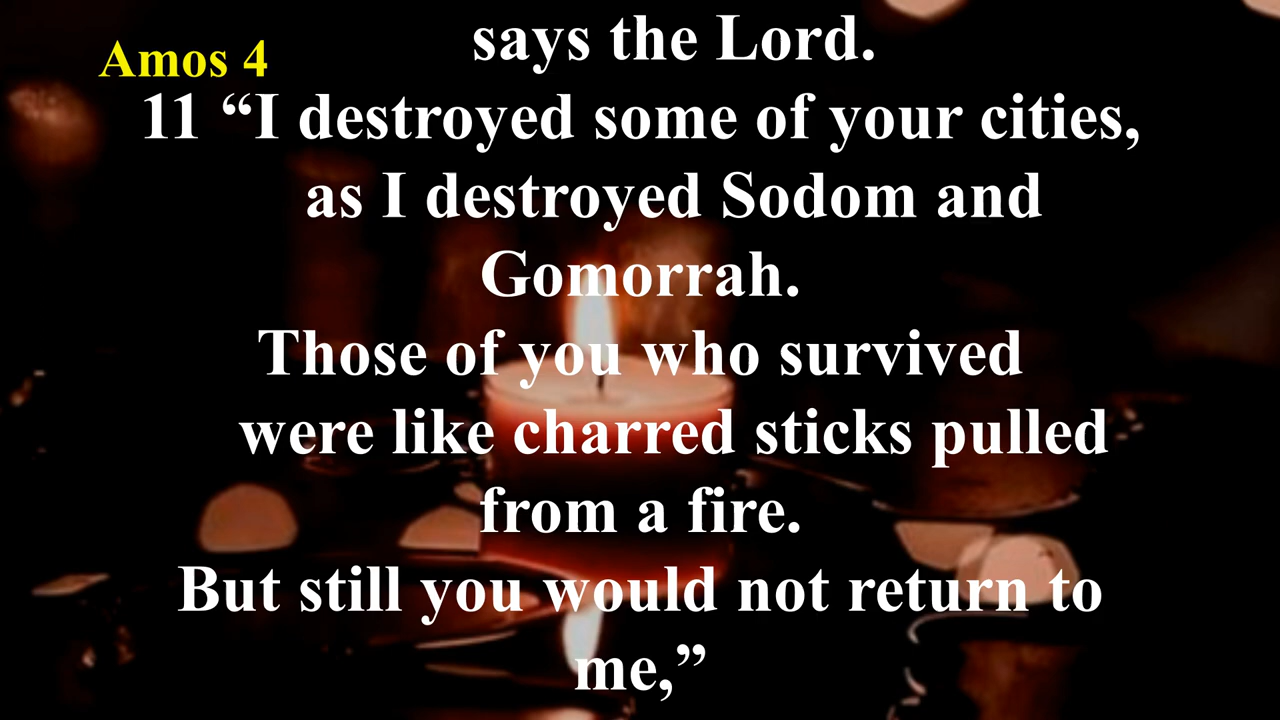 Amos 4
says the Lord.
11 “I destroyed some of your cities,
as I destroyed Sodom and
Gomorrah.
Those of you who survived
were like charred sticks pulled
from a fire.
But still you would not return to
me,”